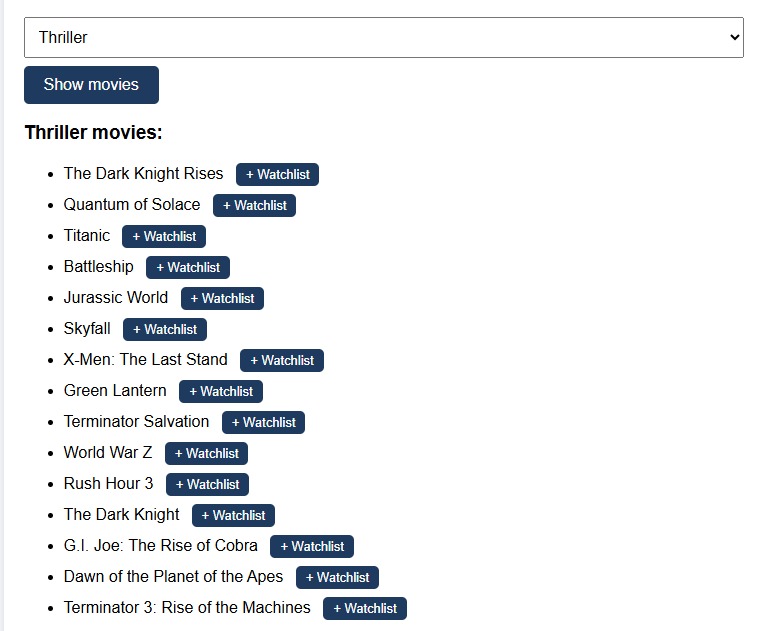 Thriller
Show movies
Thriller movies:
The Dark Knight Rises + Watchlist
Quantum of Solace + Watchlist
Titanic + Watchlist
Battleship + Watchlist
Jurassic World + Watchlist
Skyfall + Watchlist
X-Men: The Last Stand + Watchlist
Green Lantern + Watchlist
Terminator Salvation + Watchlist
World War Z + Watchlist
Rush Hour 3 + Watchlist
The Dark Knight + Watchlist
G.I. Joe: The Rise of Cobra + Watchlist
Dawn of the Planet of the Apes + Watchlist
Terminator 3: Rise of the Machines + Watchlist